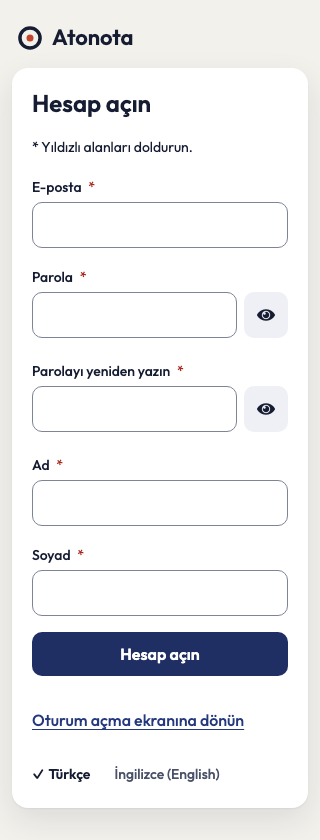 Atonota
Hesap açın
* Yıldızlı alanları doldurun.
E-posta *
Parola *
Parolayı yeniden yazın *
Ad *
Soyad *
Hesap açın
Oturum açma ekranına dönün
Türkçe İngilizce (English)